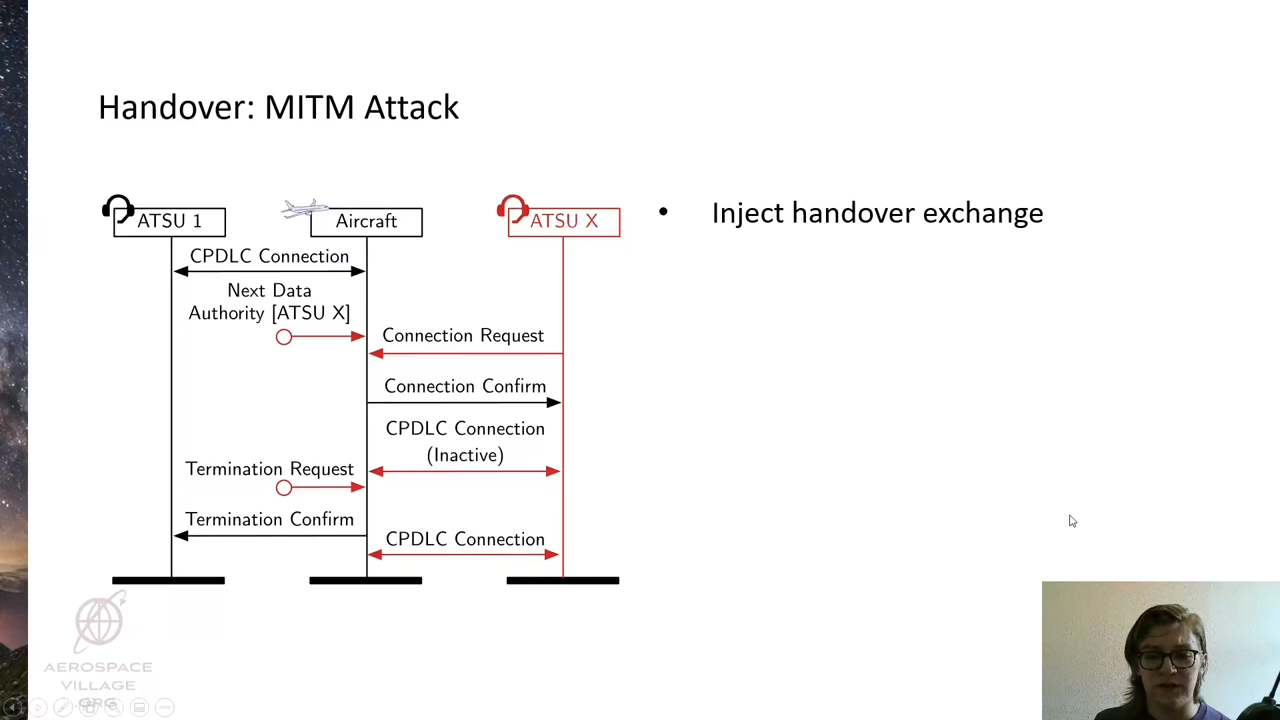 Handover: MITM Attack
ATSU 1
Aircraft
ATSU X
• Inject handover exchange
CPDLC Connection
Next Data
Authority [ATSU X]
Connection Request
Connection Confirm
CPDLC Connection
(Inactive)
Termination Request
Termination Confirm
CPDLC Connection
AEROSPACE
VILLAGE
.ORG